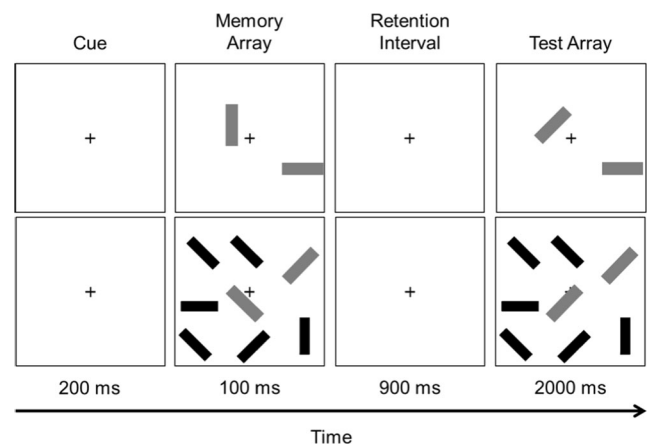 Cue
Memory
Array
Retention
Interval
Test Array
200 ms
100 ms
900 ms
2000 ms
Time